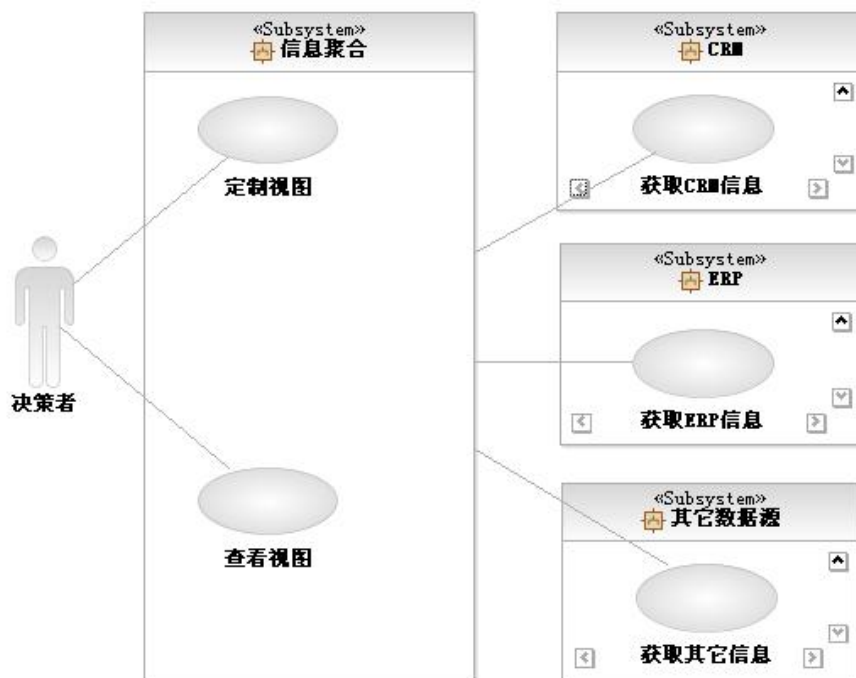 «Subsystem»
信息聚合
定制视图
查看视图
决策者
«Subsystem»
CRM
获取CRM信息
«Subsystem»
ERP
获取ERP信息
«Subsystem»
其它数据源
获取其它信息